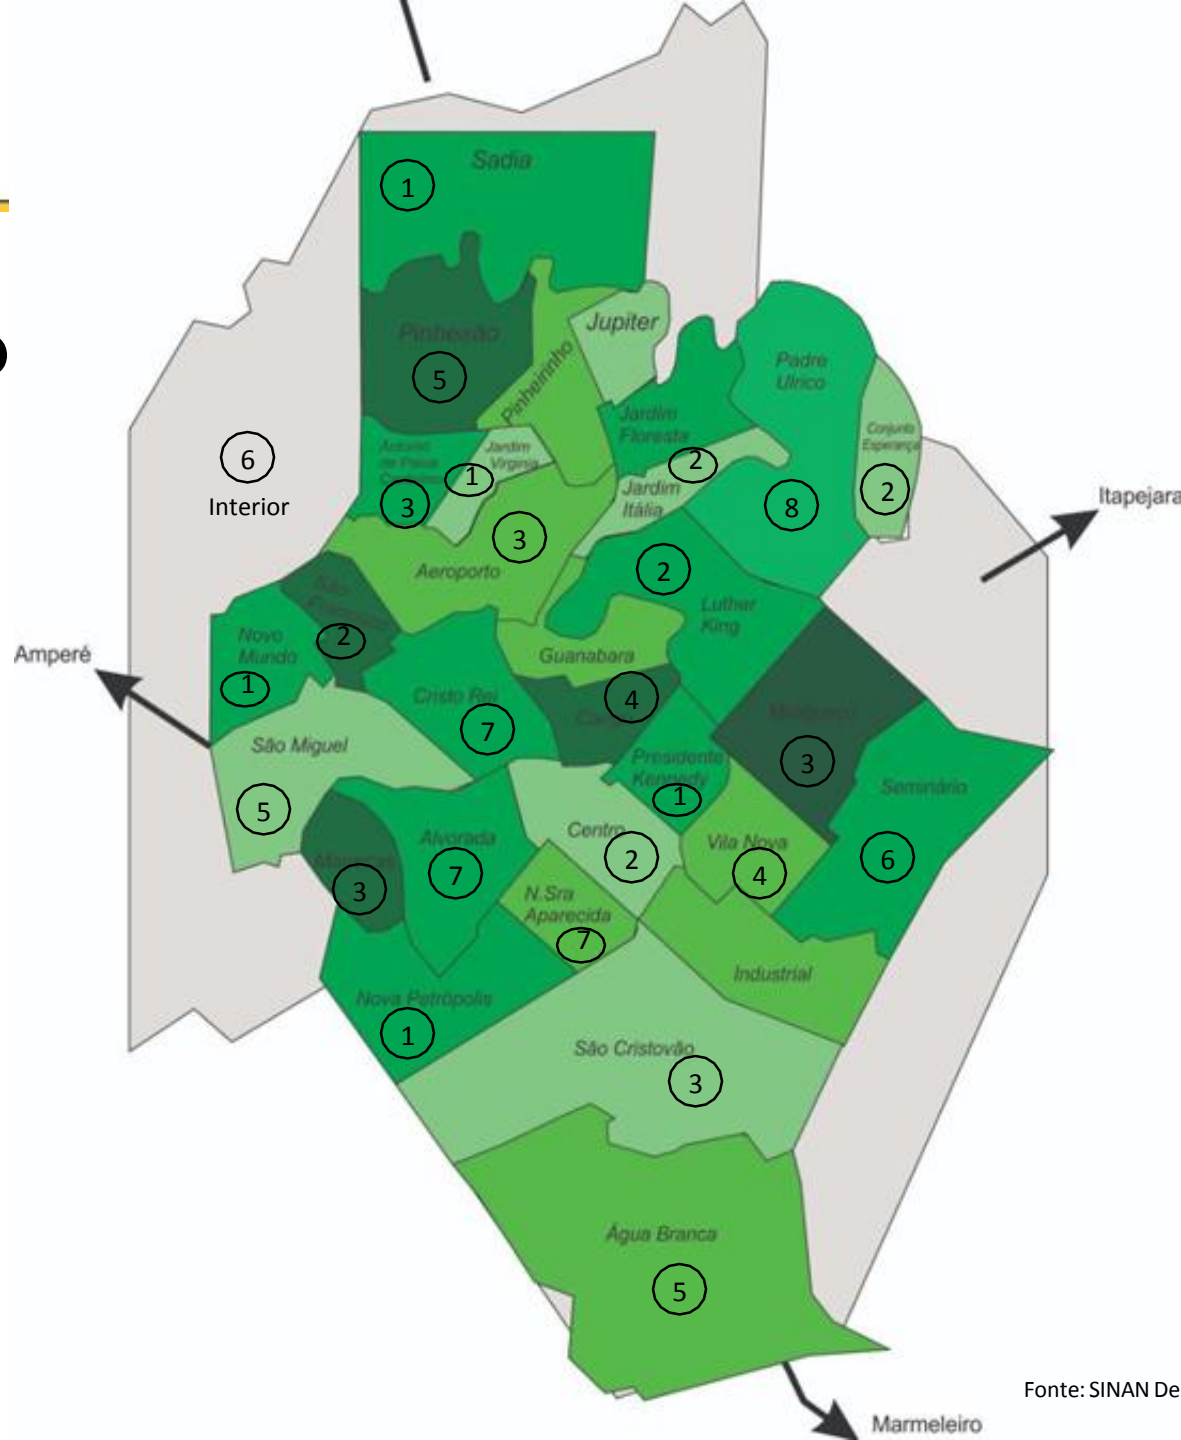 Sadia
1
Pinheirão
5
Pinheirinho
Jupiter
Padre
Ulrico
Jardim
Floresta
Conjunto
Esperança
2
6
Interior
Jardim
Virginia
1
3
2
Jardim
Itália
8
Itapejara
3
Aeroporto
2
Luther
King
São
2
Novo
Mundo
1
Amperé
Guanabara
4
Cristo Rei
7
São Miguel
5
Presidente
Kennedy
1
3
Seminário
6
Centro
2
Vila Nova
4
Alvorada
7
3
N.Sra
Aparecida
7
Industrial
Nova Petrópolis
1
São Cristovão
3
Água Branca
5
Fonte: SINAN De
Marmeleiro